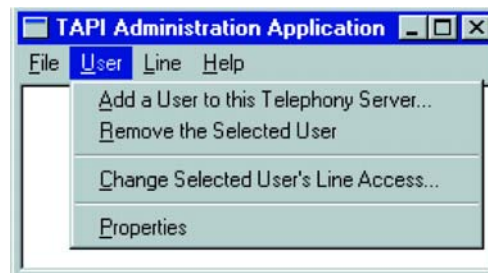 TAPI Administration Application
File User Line Help
Add a User to this Telephony Server...
Remove the Selected User
Change Selected User's Line Access...
Properties